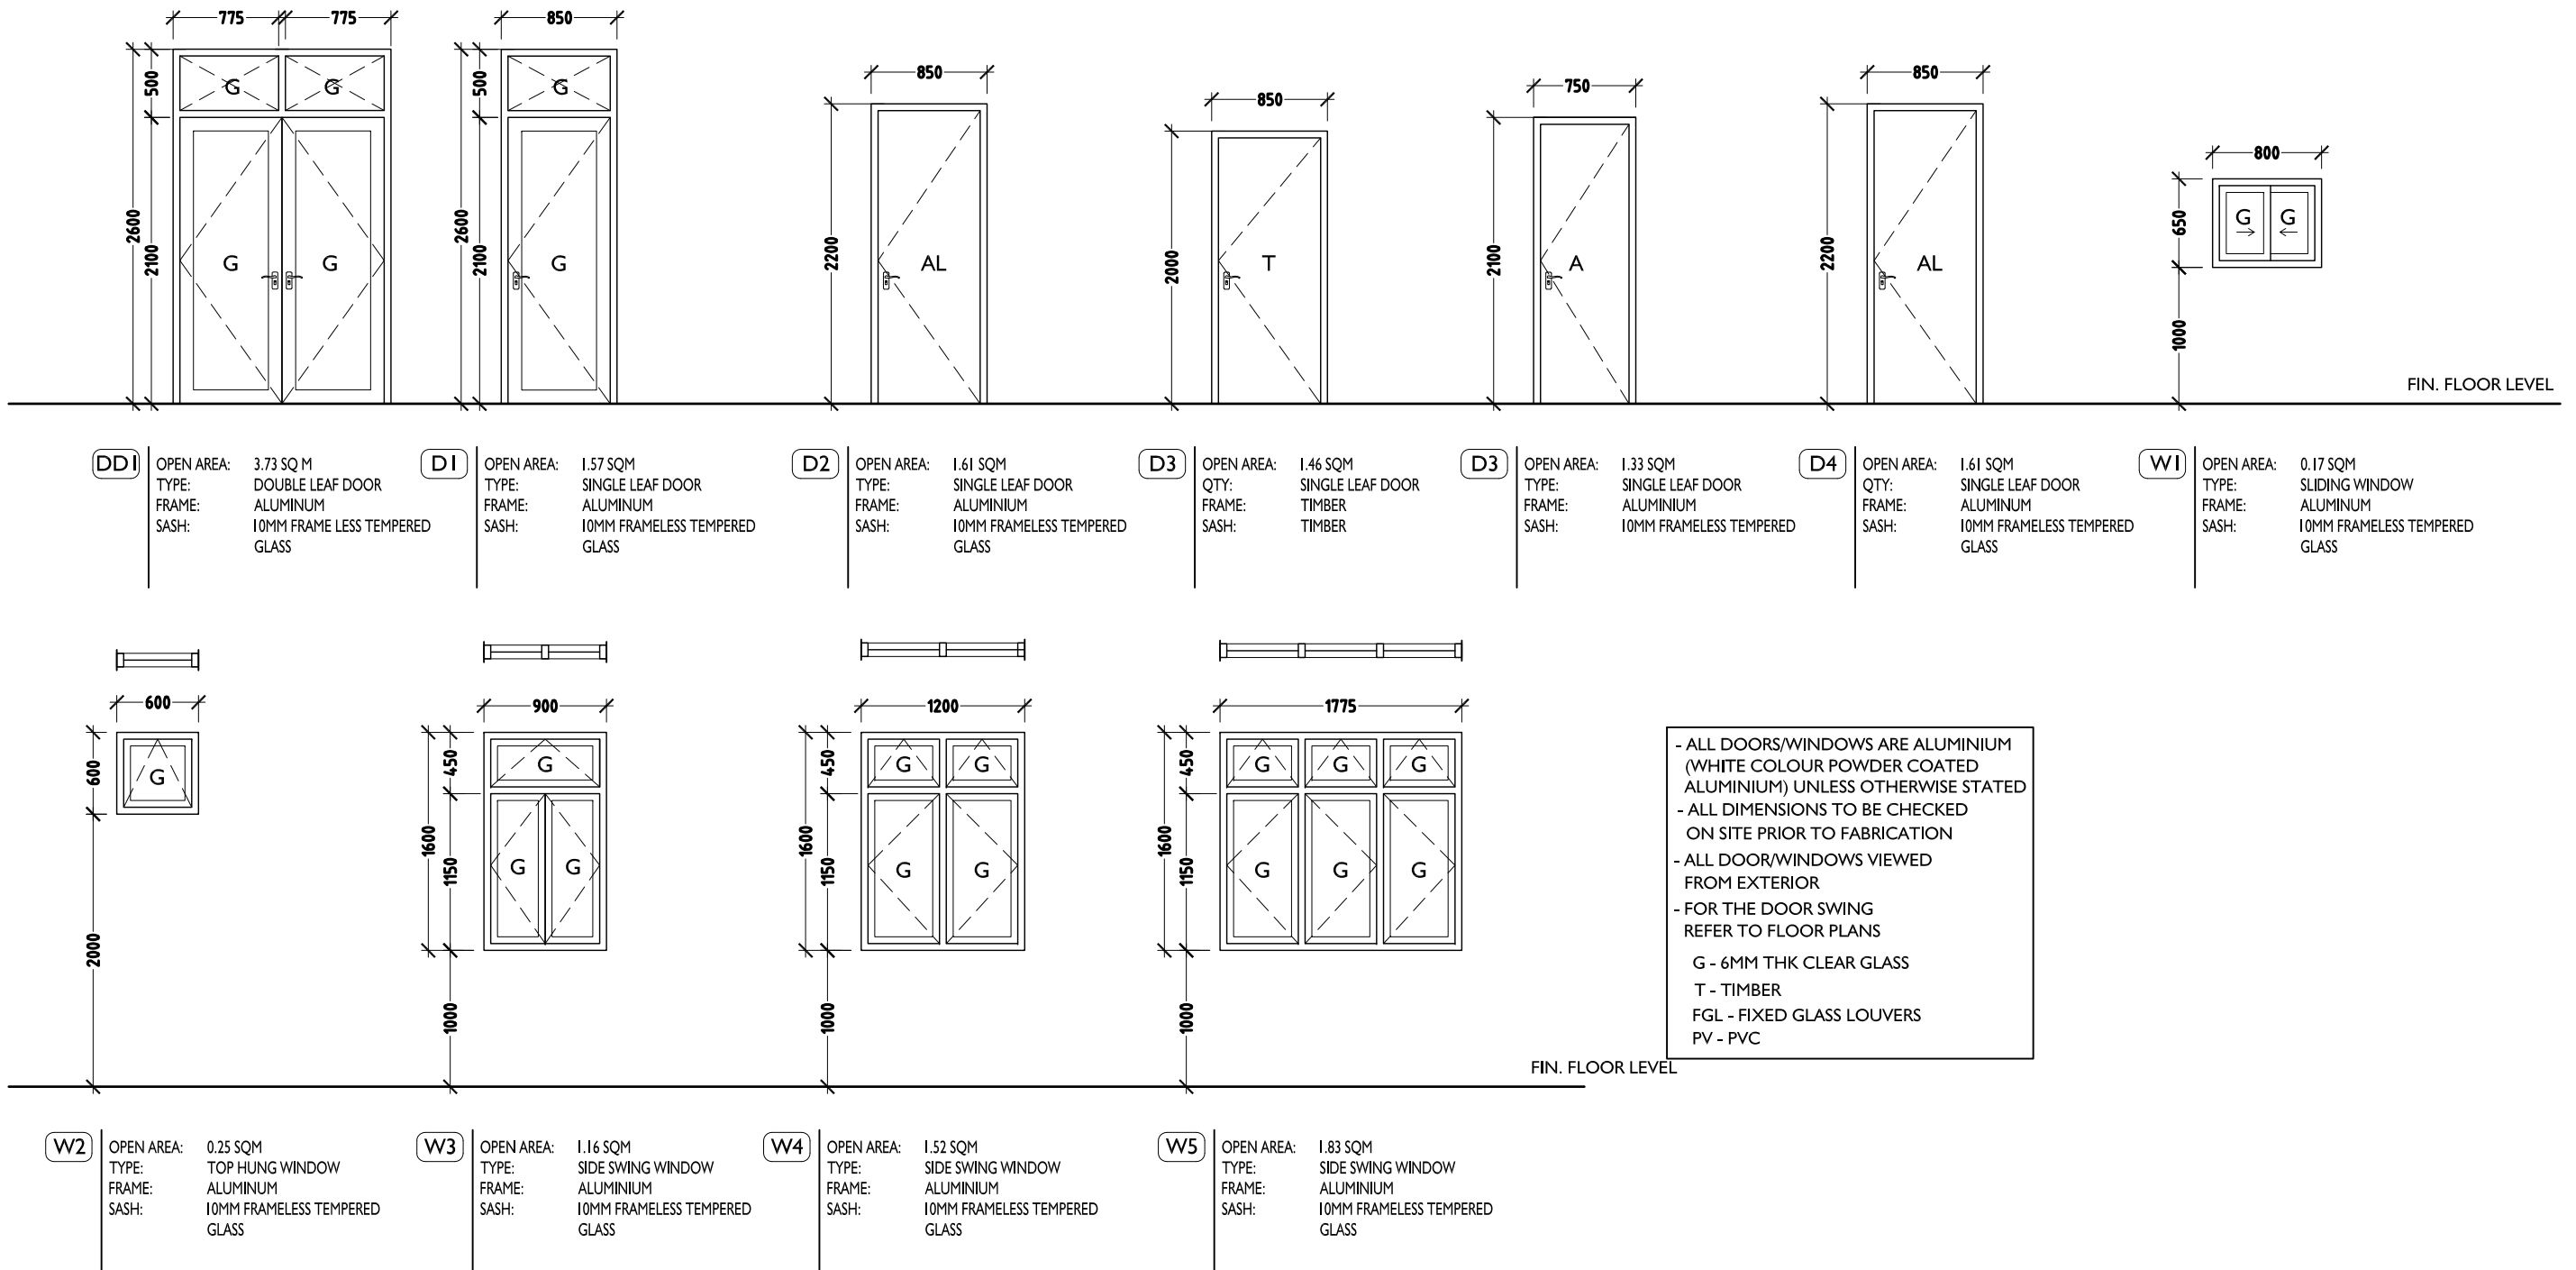 775 775
500
2600
2100
G G
G G
850
500
2600
2100
G
G
850
2200
AL
850
2000
T
750
2100
A
850
2200
AL
800
650
1000
G G
FIN. FLOOR LEVEL
DD1
OPEN AREA: 3.73 SQ M
TYPE: DOUBLE LEAF DOOR
FRAME: ALUMINUM
SASH: 10MM FRAME LESS TEMPERED
GLASS
D1
OPEN AREA: 1.57 SQM
TYPE: SINGLE LEAF DOOR
FRAME: ALUMINUM
SASH: 10MM FRAMELESS TEMPERED
GLASS
D2
OPEN AREA: 1.61 SQM
TYPE: SINGLE LEAF DOOR
FRAME: ALUMINIUM
SASH: 10MM FRAMELESS TEMPERED
GLASS
D3
OPEN AREA: 1.46 SQM
QTY: SINGLE LEAF DOOR
FRAME: TIMBER
SASH: TIMBER
D3
OPEN AREA: 1.33 SQM
TYPE: SINGLE LEAF DOOR
FRAME: ALUMINIUM
SASH: 10MM FRAMELESS TEMPERED
D4
OPEN AREA: 1.61 SQM
QTY: SINGLE LEAF DOOR
FRAME: ALUMINUM
SASH: 10MM FRAMELESS TEMPERED
GLASS
W1
OPEN AREA: 0.17 SQM
TYPE: SLIDING WINDOW
FRAME: ALUMINUM
SASH: 10MM FRAMELESS TEMPERED
GLASS
600
600
2000
G
900
450
1600
1150
1000
G
G G
1200
450
1600
1150
1000
G G
G G
1775
450
1600
1150
1000
G G G
G G G
- ALL DOORS/WINDOWS ARE ALUMINIUM
(WHITE COLOUR POWDER COATED
ALUMINIUM) UNLESS OTHERWISE STATED
- ALL DIMENSIONS TO BE CHECKED
ON SITE PRIOR TO FABRICATION
- ALL DOOR/WINDOWS VIEWED
FROM EXTERIOR
- FOR THE DOOR SWING
REFER TO FLOOR PLANS
G - 6MM THK CLEAR GLASS
T - TIMBER
FGL - FIXED GLASS LOUVERS
PV - PVC
FIN. FLOOR LEVEL
W2
OPEN AREA: 0.25 SQM
TYPE: TOP HUNG WINDOW
FRAME: ALUMINUM
SASH: 10MM FRAMELESS TEMPERED
GLASS
W3
OPEN AREA: 1.16 SQM
TYPE: SIDE SWING WINDOW
FRAME: ALUMINIUM
SASH: 10MM FRAMELESS TEMPERED
GLASS
W4
OPEN AREA: 1.52 SQM
TYPE: SIDE SWING WINDOW
FRAME: ALUMINIUM
SASH: 10MM FRAMELESS TEMPERED
GLASS
W5
OPEN AREA: 1.83 SQM
TYPE: SIDE SWING WINDOW
FRAME: ALUMINIUM
SASH: 10MM FRAMELESS TEMPERED
GLASS